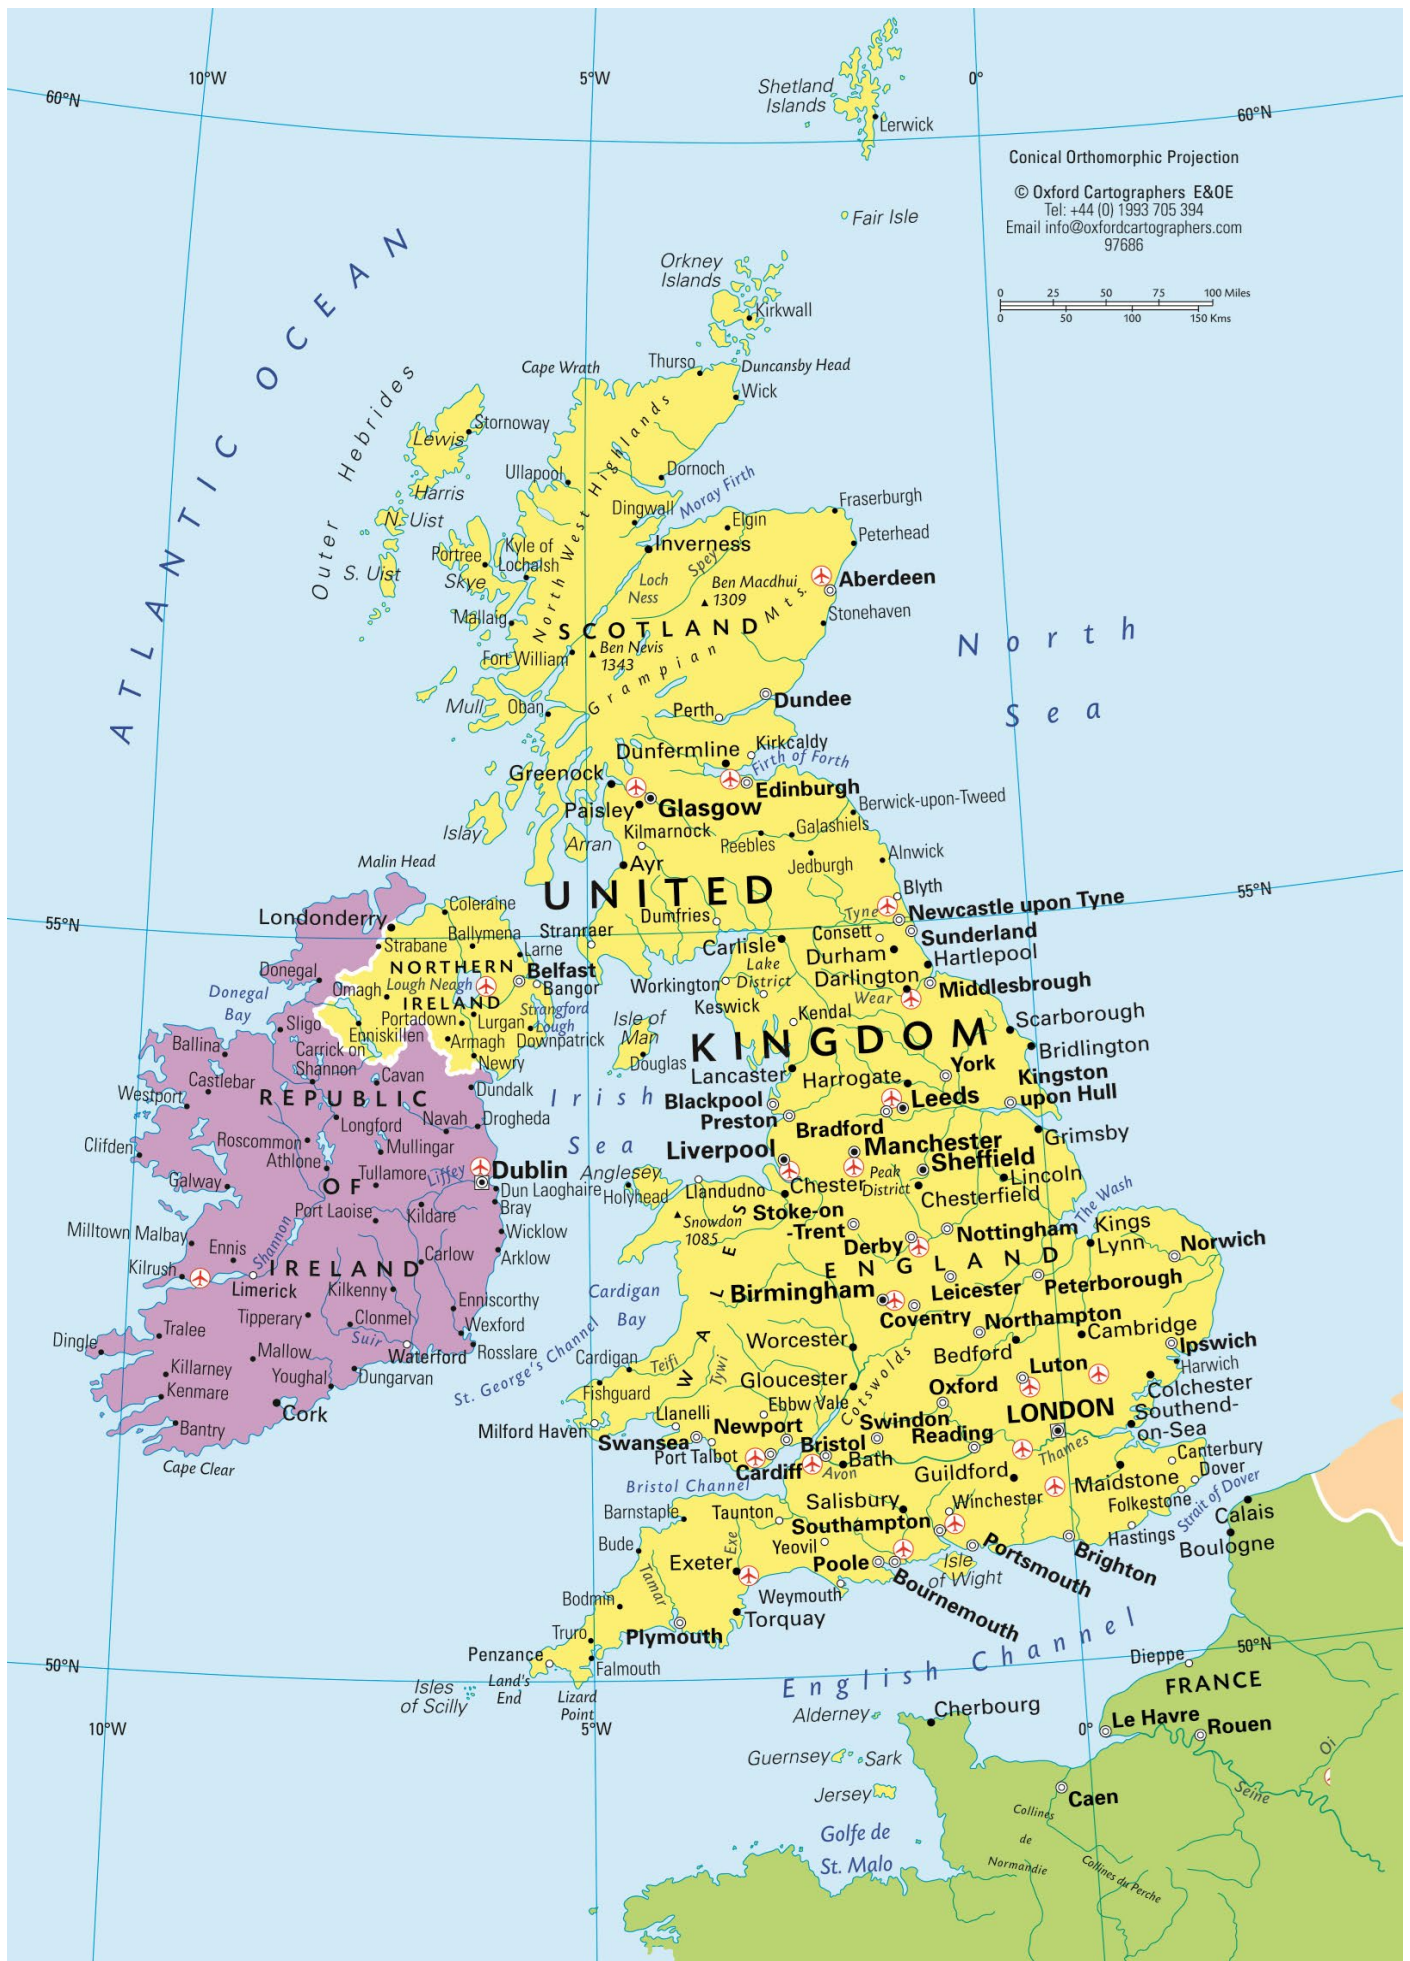 10°W
5°W
0°
60°N
60°N
Shetland
Islands
Lerwick
Conical Orthomorphic Projection
© Oxford Cartographers E&OE
Tel: +44 (0) 1993 705 394
Email info@oxfordcartographers.com
97686
Fair Isle
0 25 50 75 100 Miles
0 50 100 150 Kms
ATLANTIC OCEAN
Orkney
Islands
Kirkwall
Cape Wrath
Thurso
Duncansby Head
Wick
Outer Hebrides
Stornoway
Lewis
Harris
N. Uist
S. Uist
Ullapool
North West Highlands
Dornoch
Moray Firth
Dingwall
Elgin
Fraserburgh
Peterhead
Inverness
Portree
Skye
Kyle of
Lochalsh
Loch
Ness
Spey
Ben Macdhui
1309
Aberdeen
Mallaig
Stonehaven
SCOTLAND
Grampian Mts.
Fort William
Ben Nevis
1343
North
Sea
Mull
Oban
Perth
Dundee
Dunfermline
Kirkcaldy
Firth of Forth
Greenock
Edinburgh
Paisley
Glasgow
Berwick-upon-Tweed
Islay
Arran
Kilmarnock
Peebles
Galashiels
Jedburgh
Alnwick
Ayr
Malin Head
UNITED
Blyth
55°N
55°N
Londonderry
Coleraine
Dumfries
Tyne
Newcastle upon Tyne
Strabane
Ballymena
Larne
Stranraer
Carlisle
Consett
Sunderland
Durham
Hartlepool
Donegal
NORTHERN
IRELAND
Belfast
Bangor
Omagh
Lough Neagh
Lake
District
Workington
Keswick
Darlington
Middlesbrough
Wear
Donegal
Bay
Portadown
Lurgan
Strangford
Lough
Enniskillen
Armagh
Downpatrick
Newry
Isle of
Man
Douglas
Kendal
KINGDOM
Scarborough
Bridlington
Sligo
Ballina
Carrick on
Shannon
Cavan
Dundalk
Castlebar
Westport
REPUBLIC
Longford
Navah
Drogheda
Irish
Sea
Lancaster
Harrogate
York
Kingston
upon Hull
Blackpool
Preston
Leeds
Bradford
Grimsby
Clifden
Roscommon
Athlone
Mullingar
Tullamore
Liffey
Dublin
Dun Laoghaire
Bray
Galway
OF
Port Laoise
Kildare
Wicklow
Liverpool
Manchester
Sheffield
Peak
District
Lincoln
Chesterfield
Anglesey
Holyhead
Llandudno
Chester
The Wash
Snowdon
1085
Stoke-on
-Trent
Nottingham
Derby
Kings
Lynn
Norwich
Milltown Malbay
Ennis
Shannon
Carlow
Arklow
Kilrush
Limerick
IRELAND
Kilkenny
Enniscorthy
Tipperary
Clonmel
Wexford
Dingle
Tralee
Suir
Waterford
Rosslare
Mallow
Killarney
Youghal
Dungarvan
Kenmare
Cork
Bantry
Cape Clear
St. George's Channel
Cardigan
Bay
WALES
ENGLAND
Birmingham
Leicester
Peterborough
Coventry
Northampton
Cambridge
Worcester
Bedford
Ipswich
Harwich
Cardigan
Teifi
Tywi
Fishguard
Gloucester
Cotswolds
Luton
Colchester
Oxford
Milford Haven
Llanelli
Ebbw Vale
LONDON
Southend-
on-Sea
Swansea
Newport
Swindon
Reading
Thames
Port Talbot
Cardiff
Bristol
Avon
Bath
Guildford
Maidstone
Canterbury
Dover
Bristol Channel
Barnstaple
Taunton
Salisbury
Winchester
Folkestone
Strait of Dover
Hastings
Calais
Boulogne
Bude
Exe
Yeovil
Southampton
Portsmouth
Brighton
Exeter
Poole
Isle
of Wight
Bournemouth
Tamar
Weymouth
Bodmin
Torquay
Truro
Plymouth
Penzance
Falmouth
English Channel
50°N
50°N
Isles
of Scilly
Land's
End
Lizard
Point
Dieppe
FRANCE
10°W
5°W
0°
Alderney
Cherbourg
Le Havre
Rouen
Guernsey
Sark
Jersey
Oi
Seine
Caen
Golfe de
St. Malo
Collines
de
Normandie
Collines du Perche